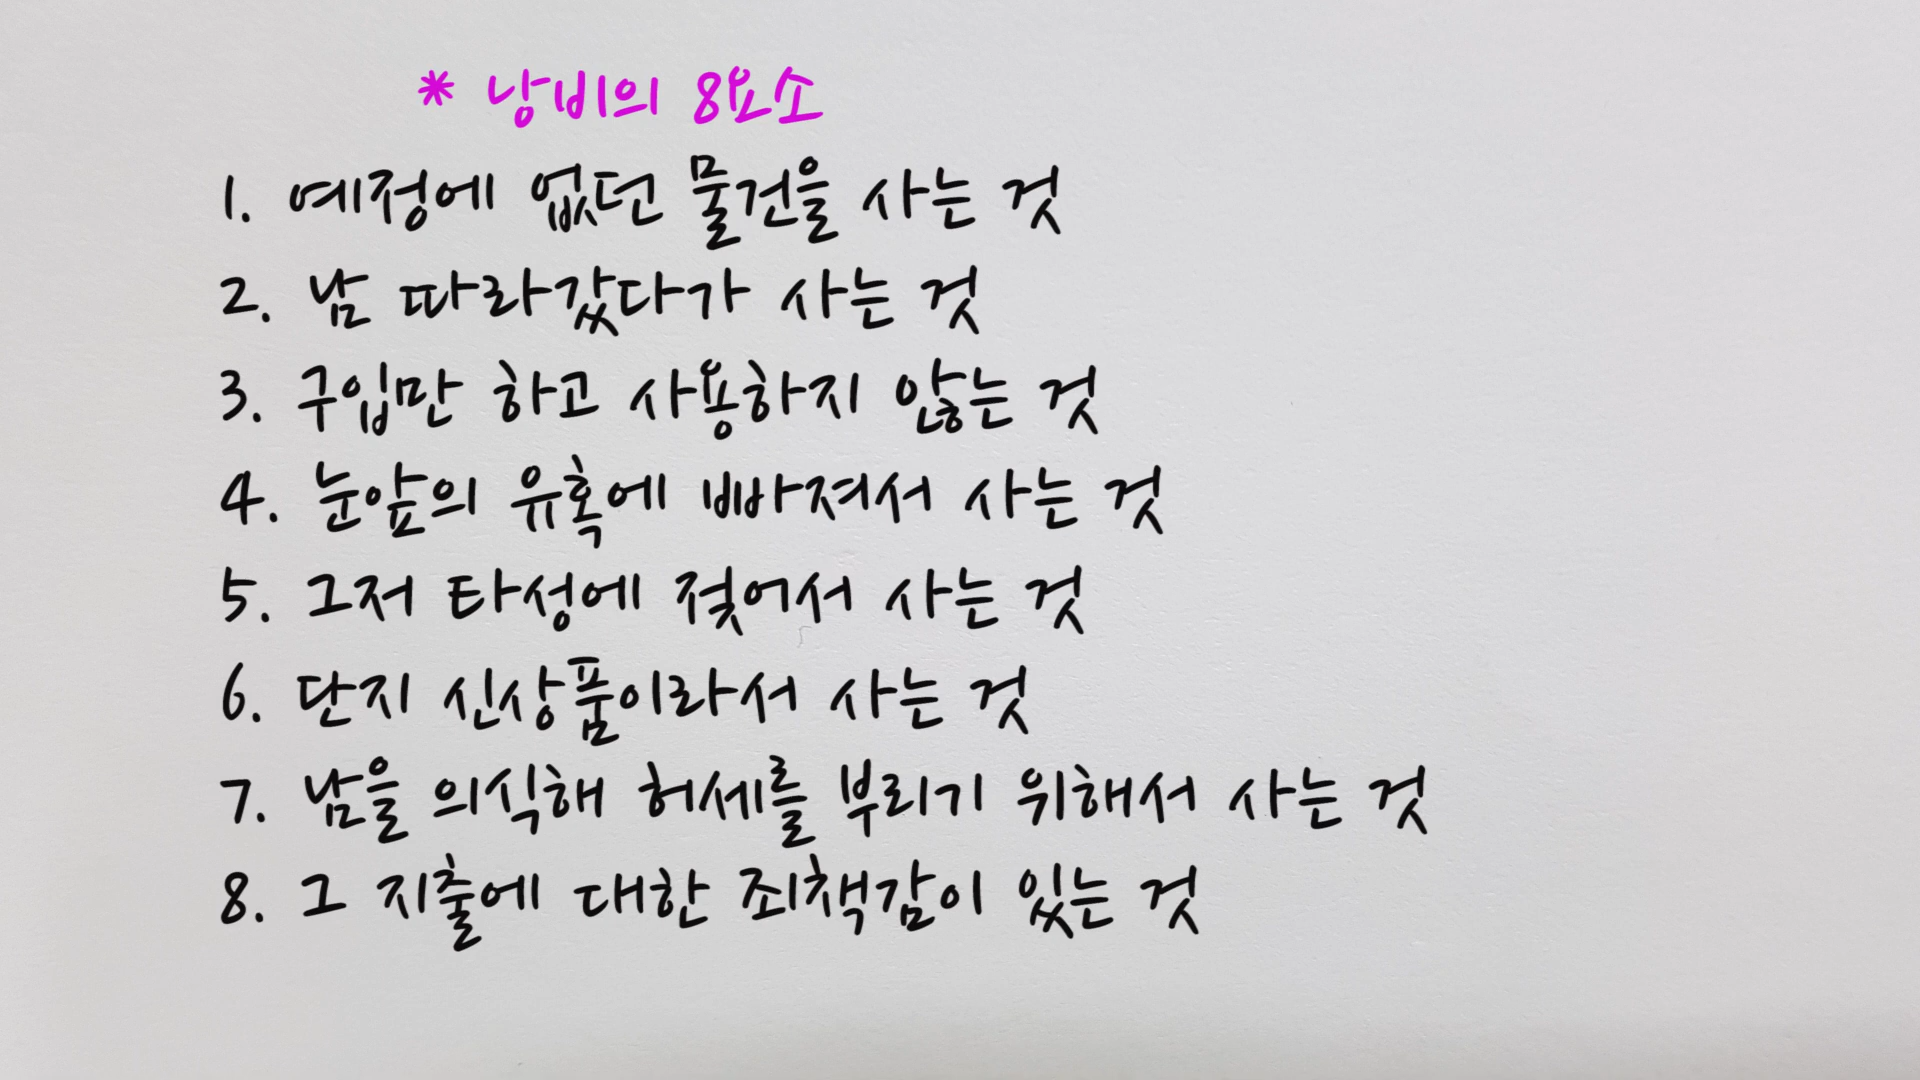 * 낭비의 8요소
1. 예정에 없던 물건을 사는 것
2. 남 따라갔다가 사는 것
3. 구입만 하고 사용하지 않는 것
4. 눈앞의 유혹에 빠져서 사는 것
5. 그저 타성에 젖어서 사는 것
6. 단지 신상품이라서 사는 것
7. 남을 의식해 허세를 부리기 위해서 사는 것
8. 그 지출에 대한 죄책감이 있는 것